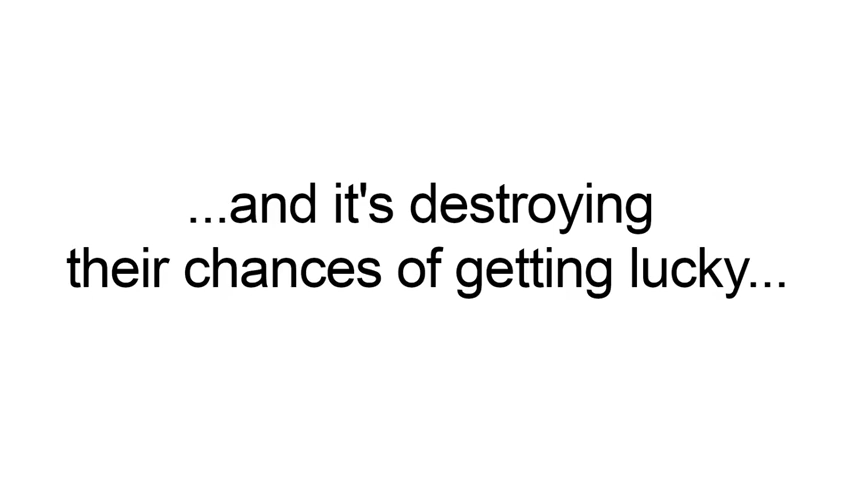 ...and it's destroying
their chances of getting lucky...